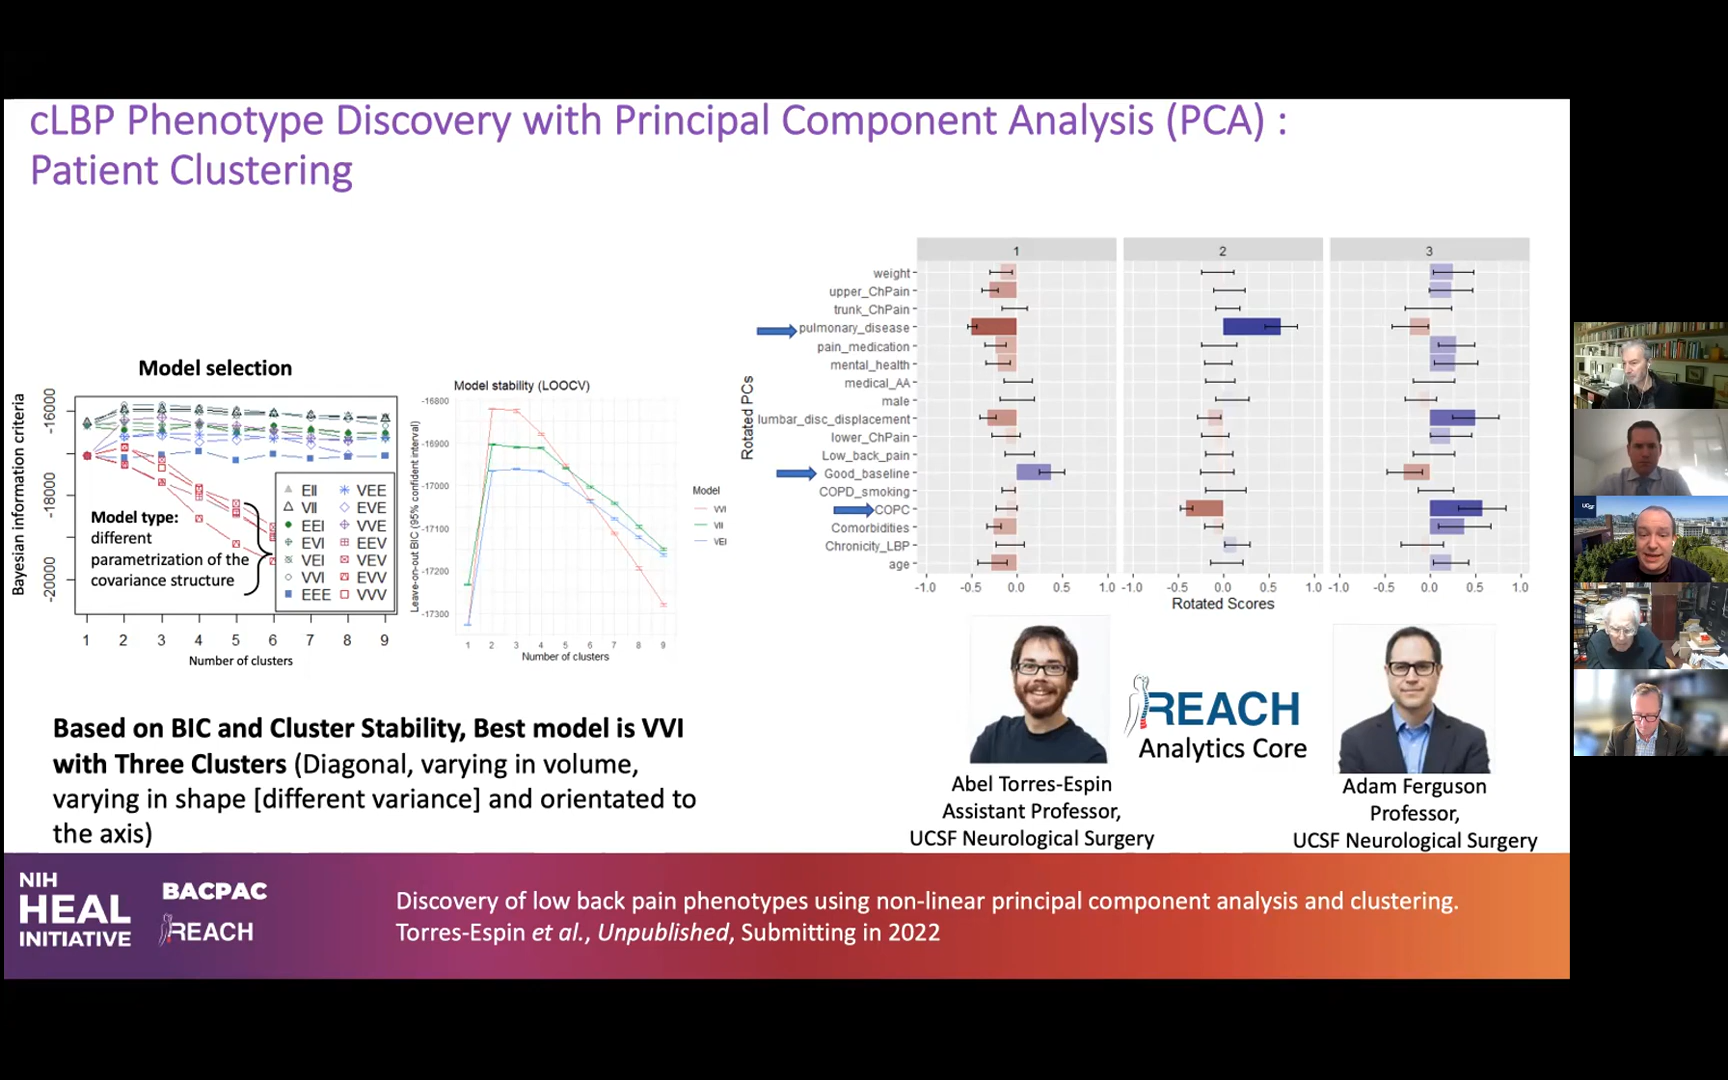 cLBP Phenotype Discovery with Principal Component Analysis (PCA) :
Patient Clustering
Model selection
Bayesian information criteria
-16000
-18000
-20000
Model type:
different
parametrization of the
covariance structure
EII
VII
EEI
EVI
VEI
VVI
EEE
VEE
EVE
VVE
EEV
VEV
EVV
VVV
1 2 3 4 5 6 7 8 9
Number of clusters
Model stability (LOOCV)
Leave-on-out BIC (95% confident interval)
-16800
-16900
-17000
-17100
-17200
-17300
1 2 3 4 5 6 7 8 9
Number of clusters
Model
VVI
VII
VEI
Rotated PCs
1 2 3
weight
upper_ChPain
trunk_ChPain
pulmonary_disease
pain_medication
mental_health
medical_AA
male
lumbar_disc_displacement
lower_ChPain
Low_back_pain
Good_baseline
COPD_smoking
COPC
Comorbidities
Chronicity_LBP
age
-1.0 -0.5 0.0 0.5 1.0 -1.0 -0.5 0.0 0.5 1.0 -1.0 -0.5 0.0 0.5 1.0
Rotated Scores
Based on BIC and Cluster Stability, Best model is VVI
with Three Clusters (Diagonal, varying in volume,
varying in shape [different variance] and orientated to
the axis)
Abel Torres-Espin
Assistant Professor,
UCSF Neurological Surgery
REACH
Analytics Core
Adam Ferguson
Professor,
UCSF Neurological Surgery
NIH
HEAL
INITIATIVE
BACPAC
REACH
Discovery of low back pain phenotypes using non-linear principal component analysis and clustering.
Torres-Espin et al., Unpublished, Submitting in 2022
UCSF